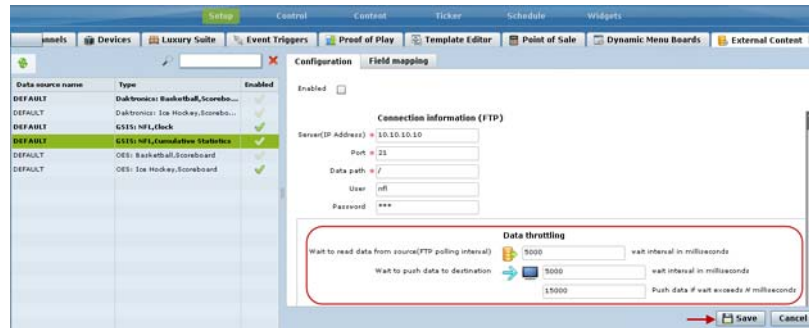 Setup Control Content Ticker Schedule Widgets
annels Devices Luxury Suite Event Triggers Proof of Play Template Editor Point of Sale Dynamic Menu Boards External Content
Configuration Field mapping
Data source name Type Enabled
DEFAULT Daktronics: Basketball,Scorebo...
DEFAULT Daktronics: Ice Hockey,Scorebo...
DEFAULT GSIS: NFL,Clock
DEFAULT GSIS: NFL,Cumulative Statistics
DEFAULT OES: Basketball,Scoreboard
DEFAULT OES: Ice Hockey,Scoreboard
Enabled
Connection information (FTP)
Server(IP Address) * 10.10.10.10
Port * 21
Data path * /
User nfl
Password ***
Data throttling
Wait to read data from source(FTP polling interval) 5000 wait interval in milliseconds
Wait to push data to destination 5000 wait interval in milliseconds
15000 Push data if wait exceeds # milliseconds
Save Cancel